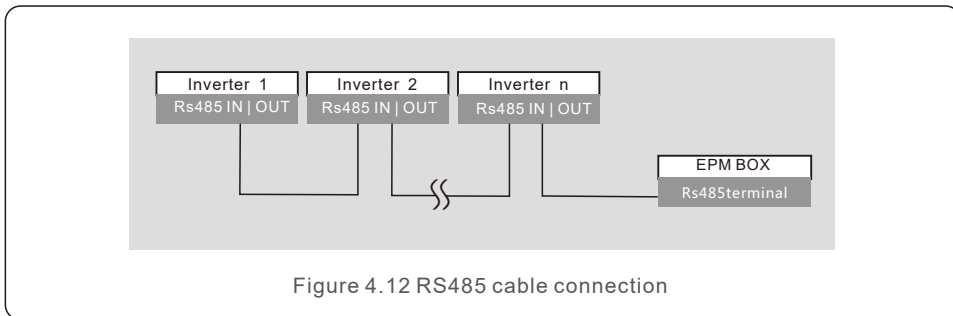 Inverter 1
Rs485 IN | OUT
Inverter 2
Rs485 IN | OUT
Inverter n
Rs485 IN | OUT
EPM BOX
Rs485terminal
Figure 4.12 RS485 cable connection